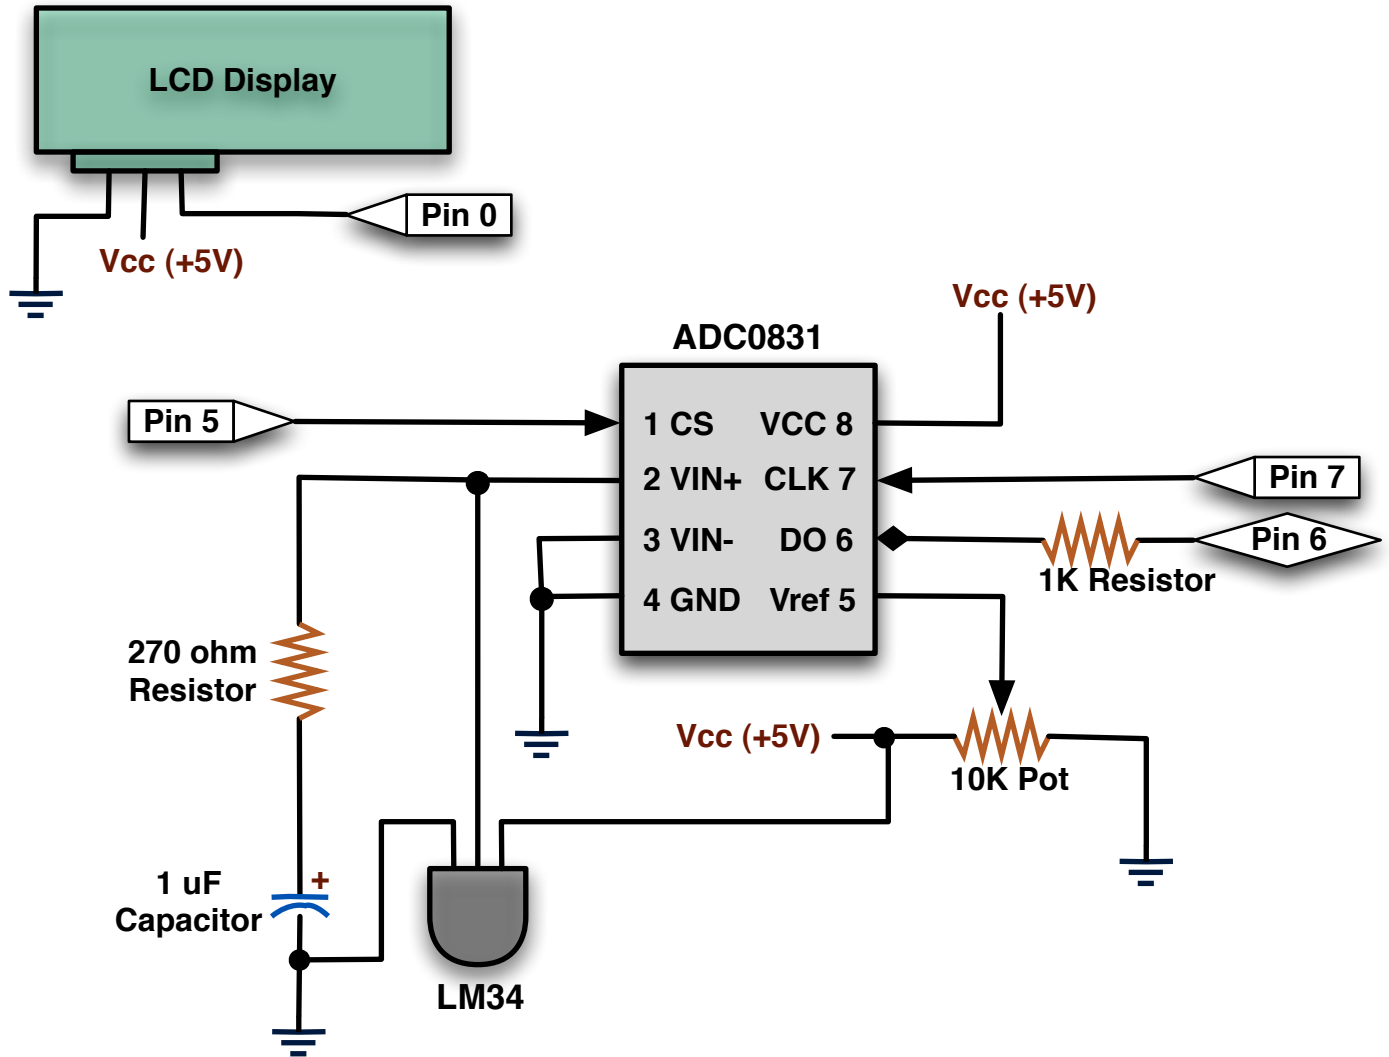 LCD Display
Pin 0
Vcc (+5V)
Vcc (+5V)
ADC0831
Pin 5
1 CS VCC 8
2 VIN+ CLK 7
Pin 7
3 VIN- DO 6
Pin 6
1K Resistor
4 GND Vref 5
270 ohm
Resistor
Vcc (+5V)
10K Pot
1 uF
+
Capacitor
LM34